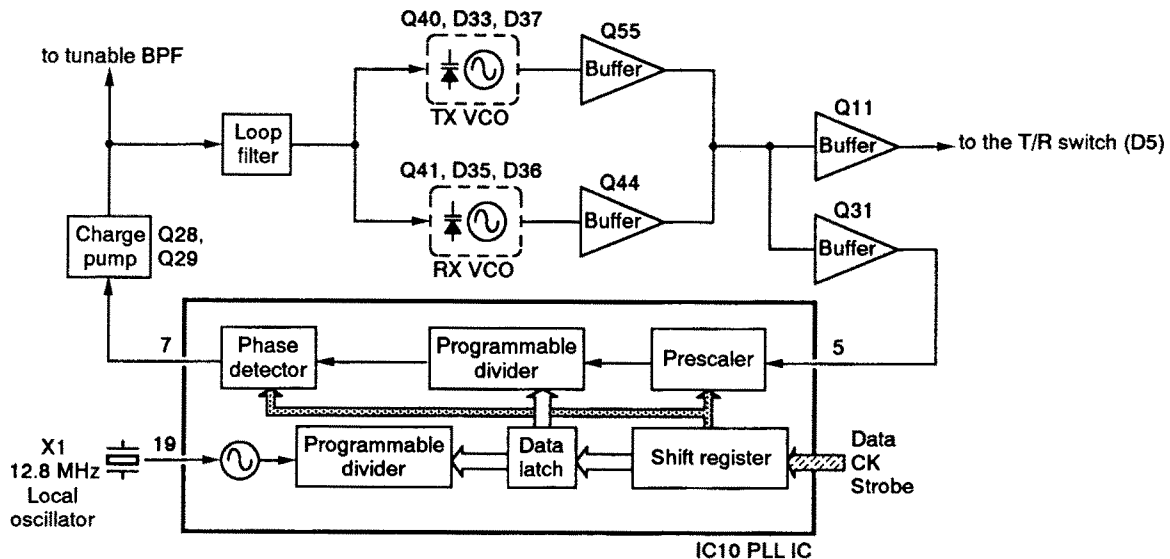 Q40, D33, D37
Q55
to tunable BPF
Buffer
TX VCO
Q11
Loop
filter
Buffer
to the T/R switch (D5)
Q41, D35, D36
Q44
Q31
Charge
pump
Q28,
Q29
Buffer
Buffer
RX VCO
7
Phase
detector
Programmable
divider
Prescaler
5
X1
12.8 MHz
Local
oscillator
19
Programmable
divider
Data
latch
Shift register
Data
CK
Strobe
IC10 PLL IC